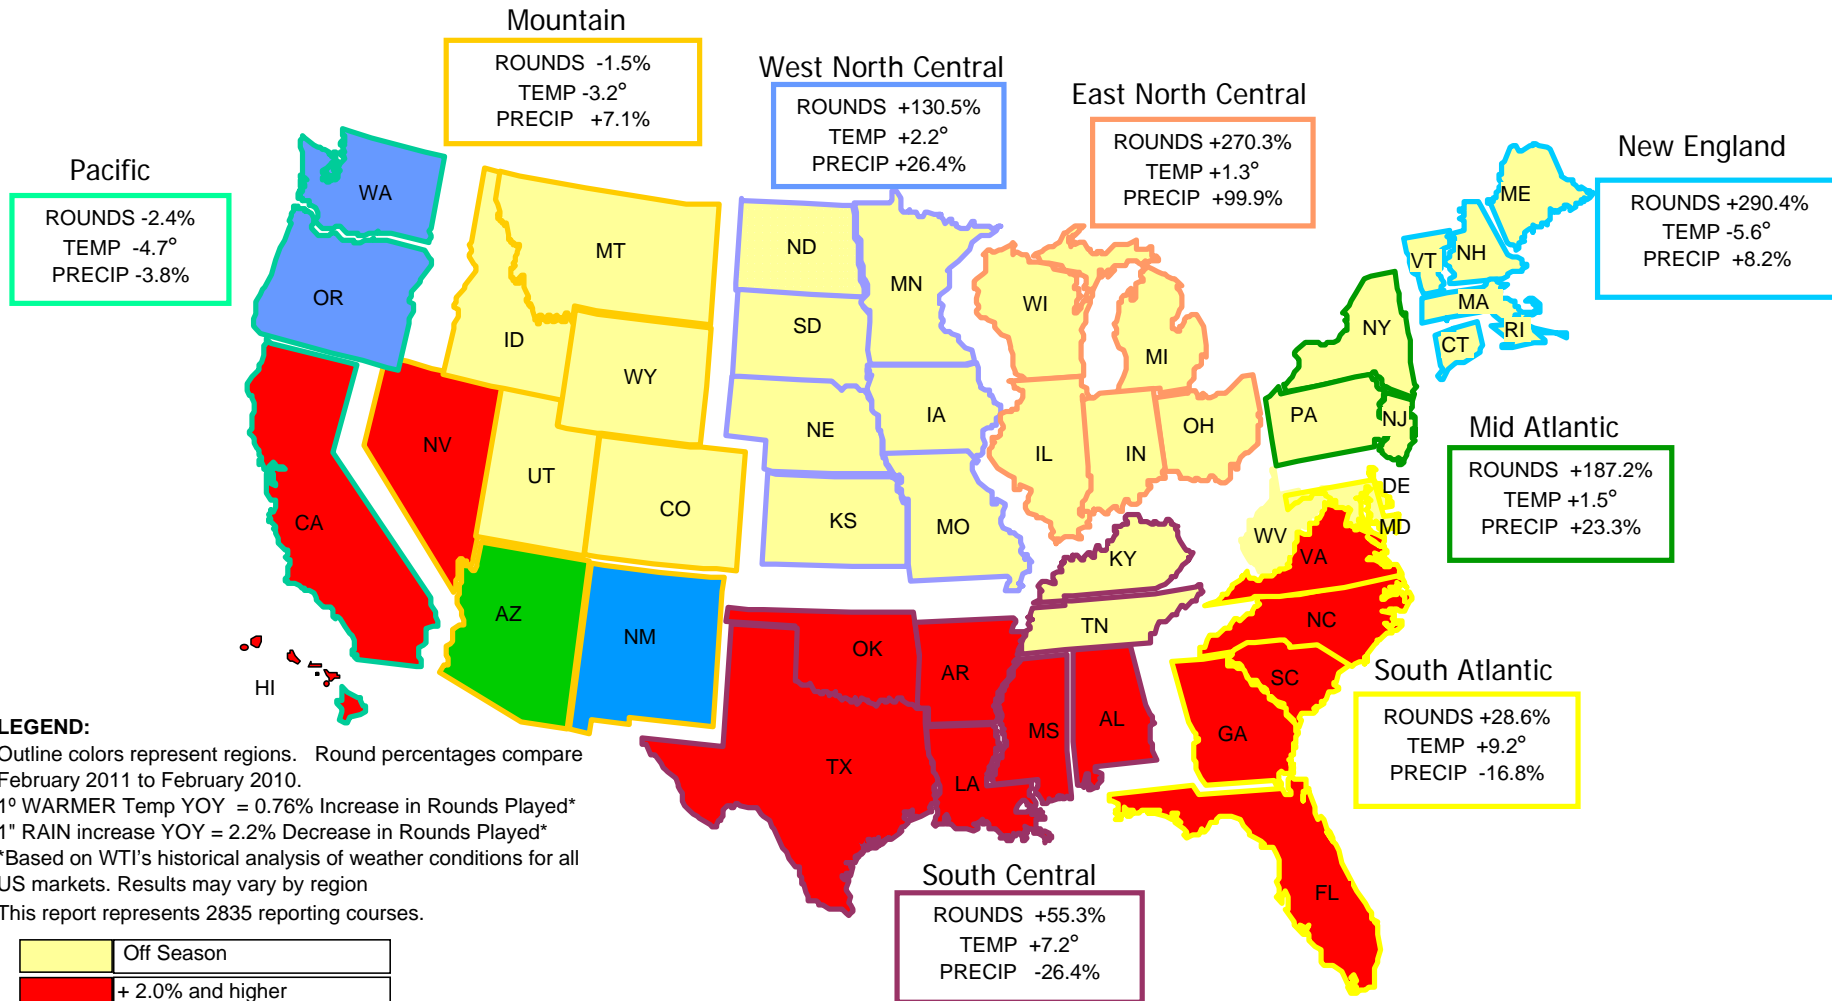 Mountain
ROUNDS -1.5%
TEMP -3.2°
PRECIP +7.1%
West North Central
ROUNDS +130.5%
TEMP +2.2°
PRECIP +26.4%
East North Central
ROUNDS +270.3%
TEMP +1.3°
PRECIP +99.9%
New England
ROUNDS +290.4%
TEMP -5.6°
PRECIP +8.2%
Pacific
ROUNDS -2.4%
TEMP -4.7°
PRECIP -3.8%
WA
OR
CA
HI
MT
ID
WY
NV
UT
CO
AZ
NM
ND
SD
NE
KS
MN
IA
MO
WI
MI
IL
IN
OH
ME
VT
NH
MA
RI
CT
NY
PA
NJ
Mid Atlantic
ROUNDS +187.2%
TEMP +1.5°
PRECIP +23.3%
DE
MD
WV
VA
NC
SC
GA
FL
KY
TN
OK
AR
TX
LA
MS
AL
South Atlantic
ROUNDS +28.6%
TEMP +9.2°
PRECIP -16.8%
South Central
ROUNDS +55.3%
TEMP +7.2°
PRECIP -26.4%
LEGEND:
Outline colors represent regions. Round percentages compare
February 2011 to February 2010.
1º WARMER Temp YOY = 0.76% Increase in Rounds Played*
1" RAIN increase YOY = 2.2% Decrease in Rounds Played*
*Based on WTI's historical analysis of weather conditions for all
US markets. Results may vary by region
This report represents 2835 reporting courses.
Off Season
+ 2.0% and higher